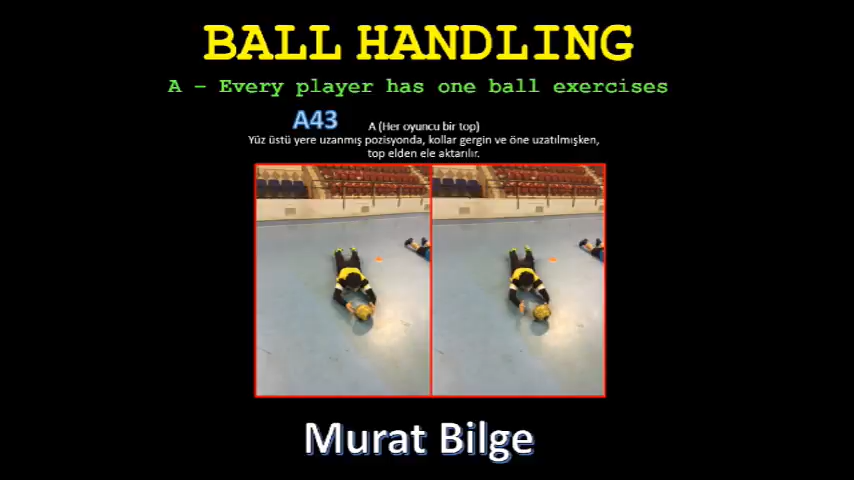 BALL HANDLING
A - Every player has one ball exercises
A43
A (Her oyuncu bir top)
Yüz üstü yere uzanmış pozisyonda, kollar gergin ve öne uzatılmışken,
top elden ele aktarılır.
Murat Bilge